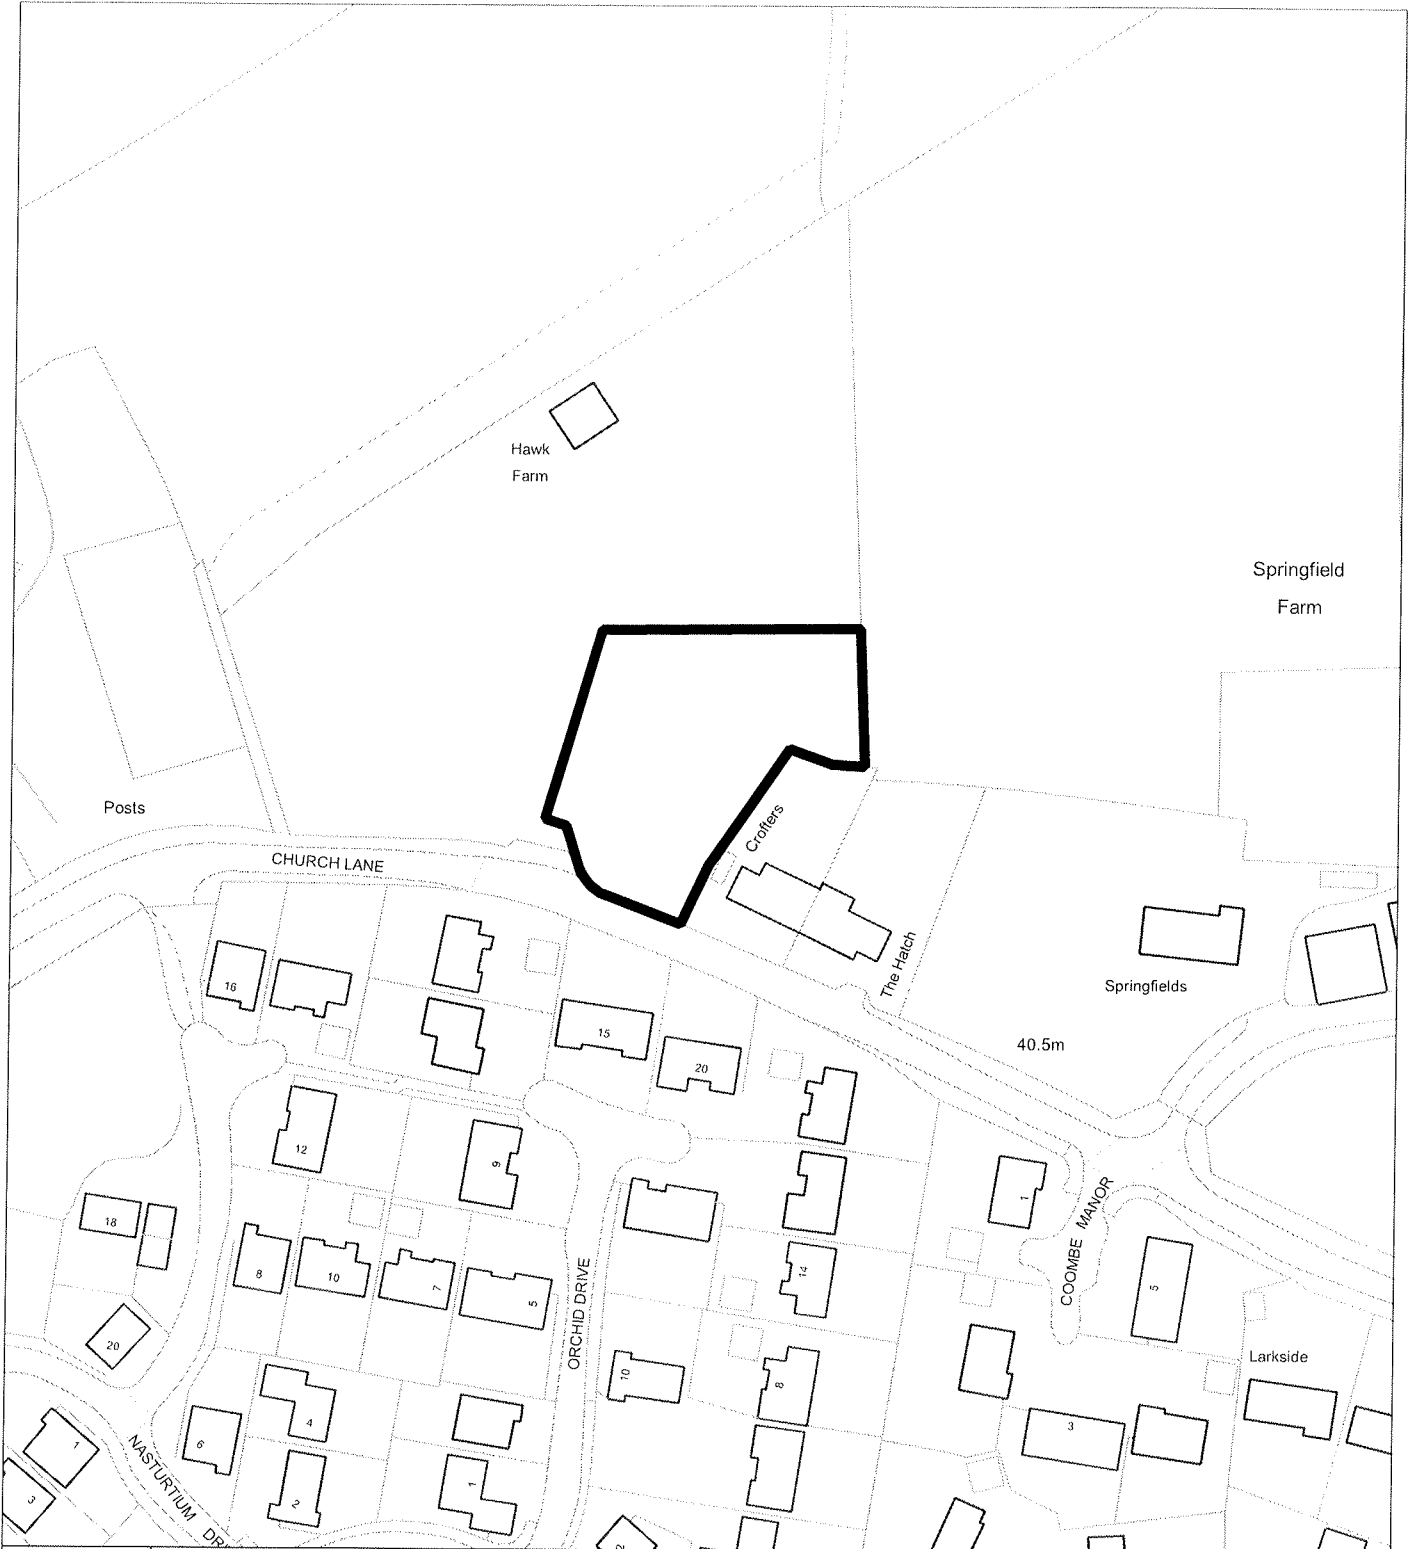 Hawk
Farm
Springfield
Farm
Posts
CHURCH LANE
Crofters
The Hatch
Springfields
40.5m
16
15
20
12
9
1
COOMBE MANOR
18
8
10
7
5
14
5
ORCHID DRIVE
20
10
8
Larkside
4
6
3
1
3
2
1
NASTURTIUM
2